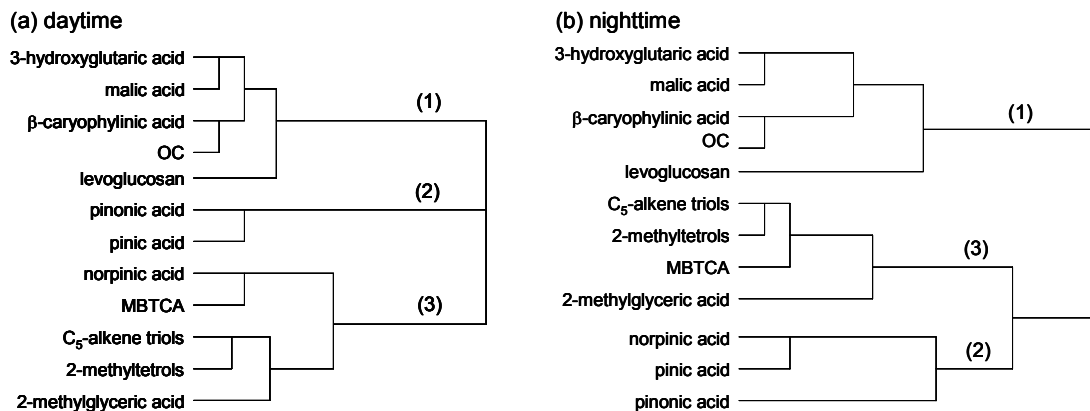 (a) daytime
3-hydroxyglutaric acid
malic acid
β-caryophylinic acid
OC
levoglucosan
pinonic acid
pinic acid
norpinic acid
MBTCA
C₅-alkene triols
2-methyltetrols
2-methylglyceric acid
(1)
(2)
(3)
(b) nighttime
3-hydroxyglutaric acid
malic acid
β-caryophylinic acid
OC
levoglucosan
C₅-alkene triols
2-methyltetrols
MBTCA
2-methylglyceric acid
norpinic acid
pinic acid
pinonic acid
(1)
(3)
(2)